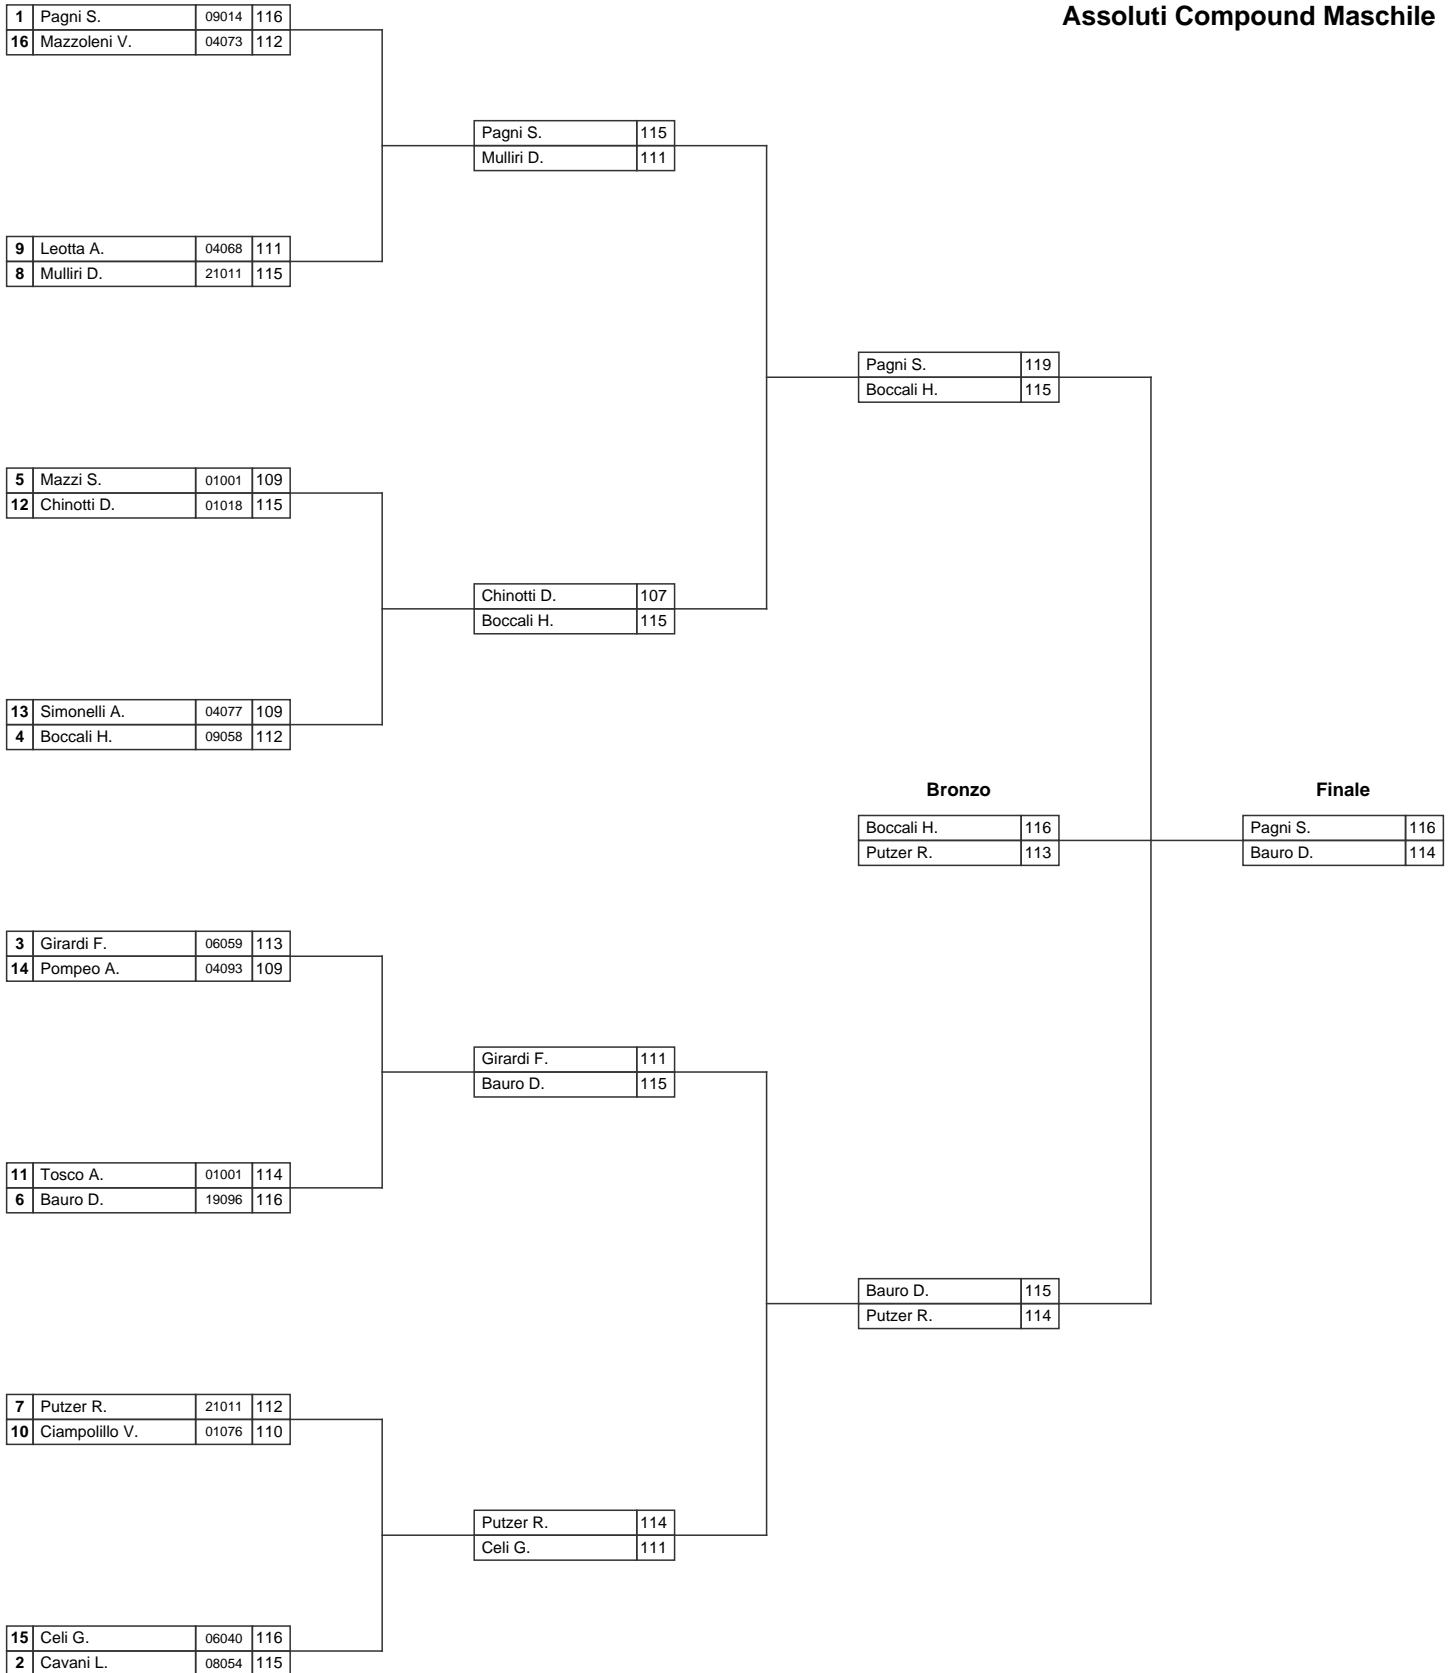 Assoluti Compound Maschile
1 Pagni S. 09014 116
16 Mazzoleni V. 04073 112
Pagni S. 115
Mulliri D. 111
9 Leotta A. 04068 111
8 Mulliri D. 21011 115
Pagni S. 119
Boccali H. 115
5 Mazzi S. 01001 109
12 Chinotti D. 01018 115
Chinotti D. 107
Boccali H. 115
13 Simonelli A. 04077 109
4 Boccali H. 09058 112
Bronzo
Finale
Boccali H. 116
Putzer R. 113
Pagni S. 116
Bauro D. 114
3 Girardi F. 06059 113
14 Pompeo A. 04093 109
Girardi F. 111
Bauro D. 115
11 Tosco A. 01001 114
6 Bauro D. 19096 116
Bauro D. 115
Putzer R. 114
7 Putzer R. 21011 112
10 Ciampolillo V. 01076 110
Putzer R. 114
Celi G. 111
15 Celi G. 06040 116
2 Cavani L. 08054 115